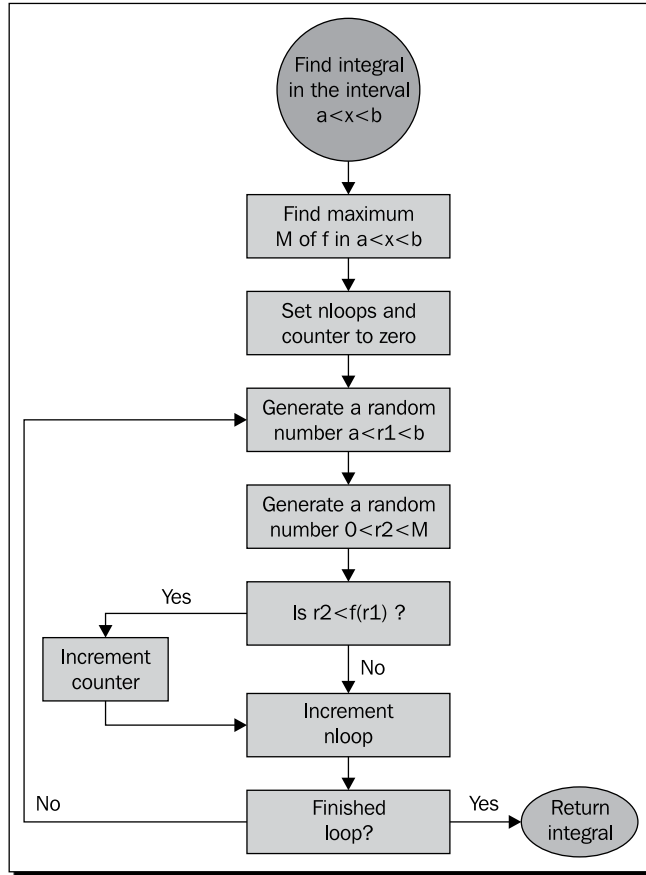 Find integral
in the interval
a<x<b
Find maximum
M of f in a<x<b
Set nloops and
counter to zero
Generate a random
number a<r1<b
Generate a random
number 0<r2<M
Is r2<f(r1) ?
Yes
No
Increment
counter
Increment
nloop
Finished
loop?
No
Yes
Return
integral